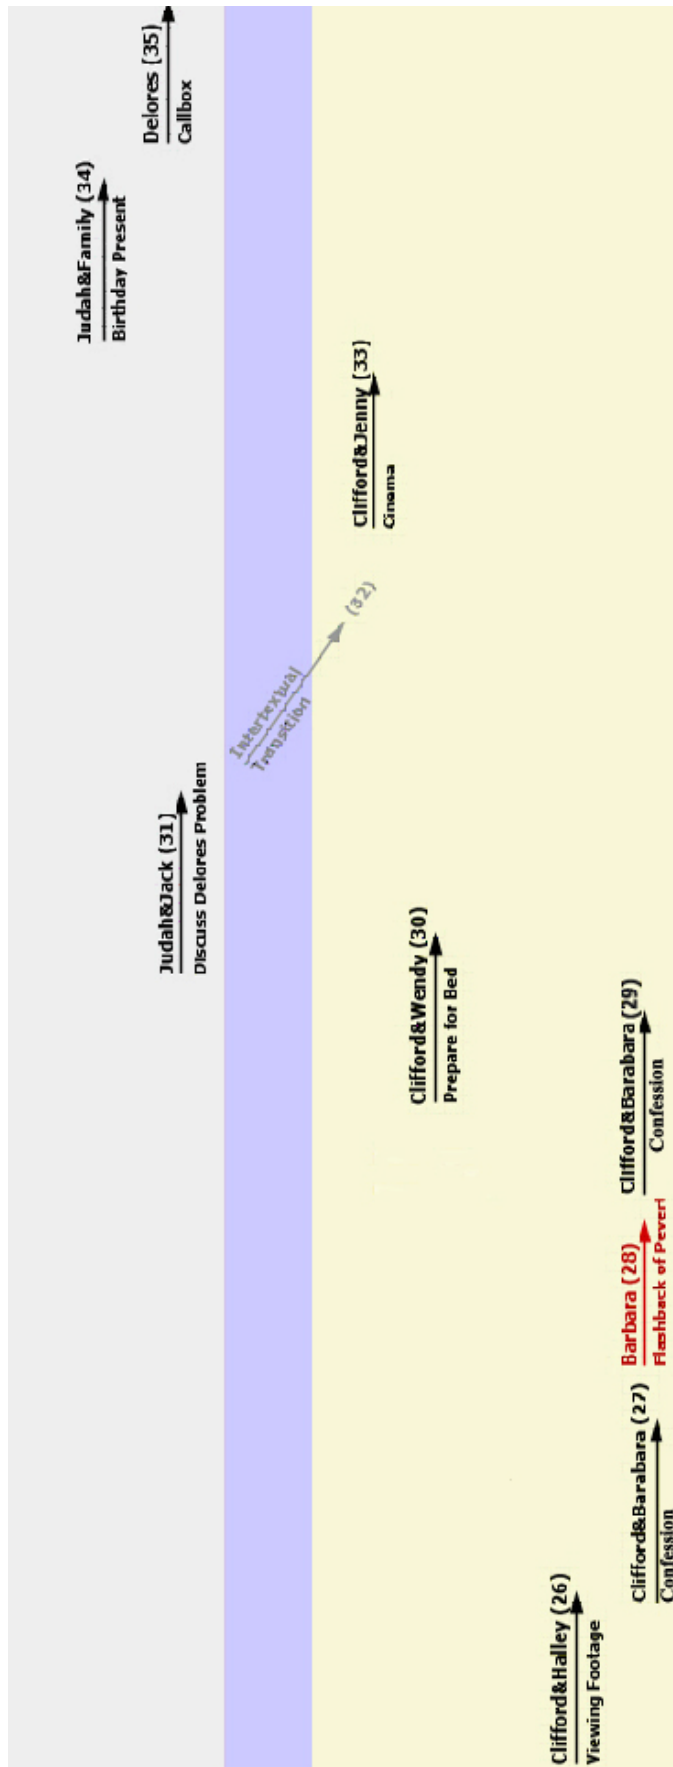 Clifford&Halley (26)
Viewing Footage
Clifford&Barabara (27)
Confession
Barbara (28)
Flashback of Peverl
Clifford&Barabara (29)
Confession
Clifford&Wendy (30)
Prepare for Bed
Judah&Jack (31)
Discuss Delores Problem
Intertextual
Transition
(32)
Clifford&Jenny (33)
Cinema
Judah&Family (34)
Birthday Present
Delores (35)
Callbox